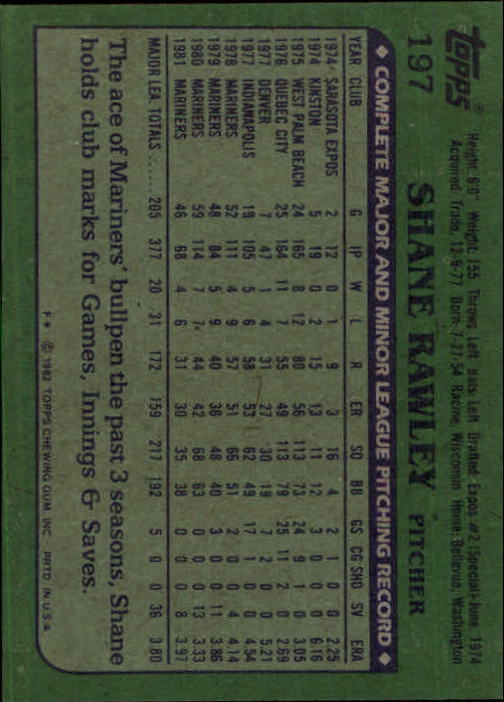 topps®
197 SHANE RAWLEY PITCHER
Height: 6'0" Weight: 155 Throws: Left Bats: Left Drafted: Expos #2 (Special)-June, 1974
Acquired: Trade, 12-8-77 Born: 7-27-54 Racine, Wisconsin Home: Bellevue, Washington
◆ COMPLETE MAJOR AND MINOR LEAGUE PITCHING RECORD ◆
YEAR CLUB G IP W L R ER SO BB GS CG SHO SV ERA
1974 SARASOTA EXPOS 2 12 0 1 9 3 16 4 2 1 0 0 2.25
1974 KINSTON 5 19 0 2 15 13 11 12 3 0 0 0 6.16
1975 WEST PALM BEACH 24 165 8 12 80 56 113 73 24 9 1 0 3.05
1976 QUEBEC CITY 25 164 11 7 55 49 113 79 25 11 2 0 2.69
1977 DENVER 7 47 1 4 31 27 30 19 7 2 0 0 5.21
1977 INDIANAPOLIS 19 105 5 6 58 53 62 49 17 1 0 0 4.54
1978 MARINERS 52 111 4 9 57 51 66 51 2 0 0 4 4.14
1979 MARINERS 48 84 5 9 40 36 48 40 3 0 0 11 3.86
1980 MARINERS 59 114 7 7 44 42 68 63 0 0 0 13 3.33
1981 MARINERS 46 68 4 6 31 30 35 38 0 0 0 8 3.97
MAJOR LEA. TOTALS ..... 205 377 20 31 172 159 217 192 5 0 0 36 3.80
The ace of Mariners' bullpen the past 3 seasons, Shane
holds club marks for Games, Innings & Saves.
F* © 1982 TOPPS CHEWING GUM, INC. PRTD. IN U.S.A.